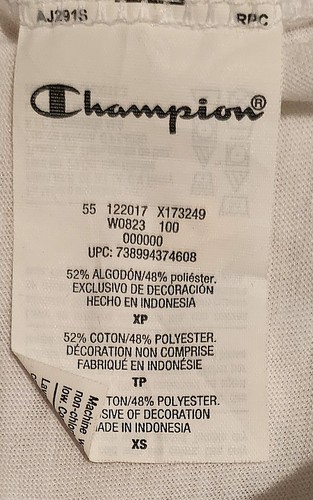 AJ291S RPC
Champion®
55 122017 X173249
W0823 100
000000
UPC: 738994374608
52% ALGODÓN/48% poliéster.
EXCLUSIVO DE DECORACIÓN
HECHO EN INDONESIA
XP
52% COTON/48% POLYESTER.
DÉCORATION NON COMPRISE
FABRIQUÉ EN INDONÉSIE
TP
TON/48% POLYESTER.
SIVE OF DECORATION
ADE IN INDONESIA
XS
Machine
non-chlo
low. Co